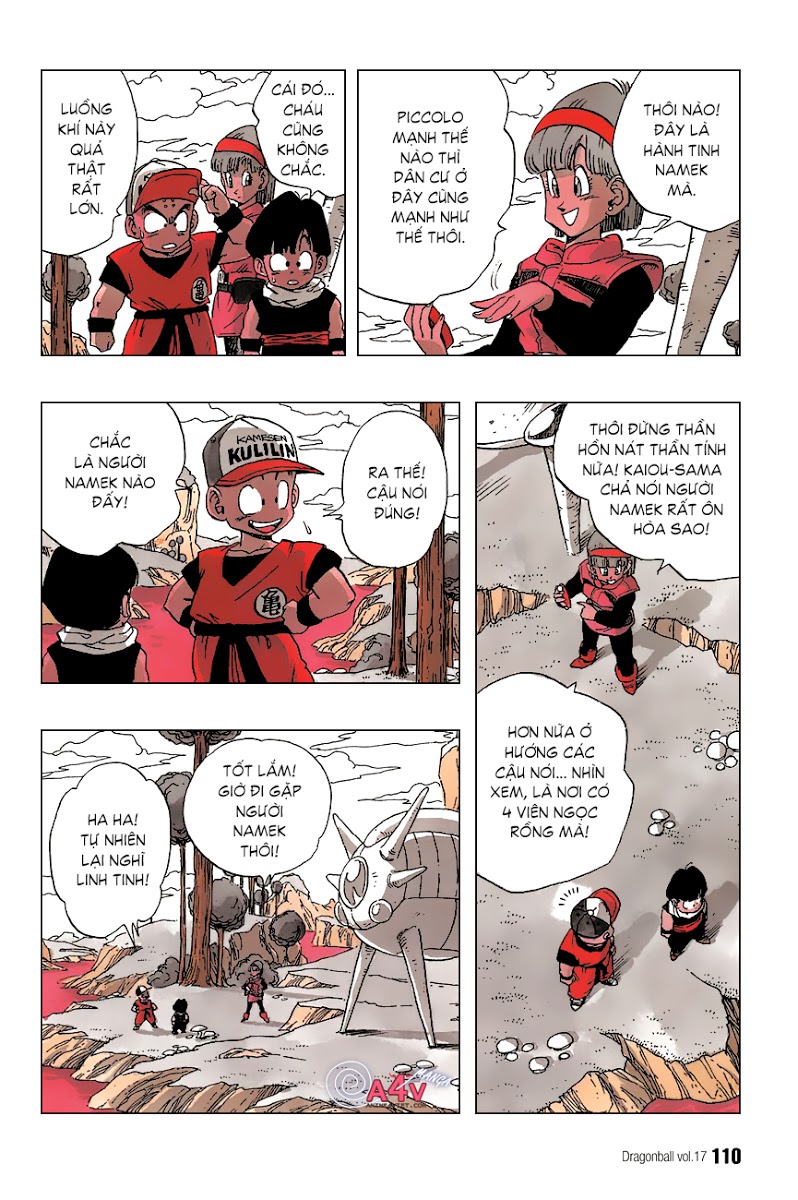 THÔI NÀO!
ĐÂY LÀ
HÀNH TINH
NAMEK
MÀ.
PICCOLO
MẠNH THẾ
NÀO THÌ
DÂN CƯ Ở
ĐÂY CŨNG
MẠNH NHƯ
THẾ THÔI.
CÁI ĐÓ...
CHÁU
CŨNG
KHÔNG
CHẮC.
LUỒNG
KHÍ NÀY
QUẢ
THẬT
RẤT
LỚN.
THÔI ĐỪNG THẦN
HỒN NÁT THẦN TÍNH
NỮA! KAIOU-SAMA
CHẢ NÓI NGƯỜI
NAMEK RẤT ÔN
HÒA SAO!
HƠN NỮA Ở
HƯỚNG CÁC
CẬU NÓI... NHÌN
XEM, LÀ NƠI CÓ
4 VIÊN NGỌC
RỒNG MÀ!
RA THẾ!
CẬU NÓI
ĐÚNG!
KAMESEN
KULILIN
亀
CHẮC
LÀ NGƯỜI
NAMEK NÀO
ĐẤY!
TỐT LẮM!
GIỜ ĐI GẶP
NGƯỜI
NAMEK
THÔI!
HA HA!
TỰ NHIÊN
LẠI NGHĨ
LINH TINH!
A4V
MANGA
Dragonball vol.17 110